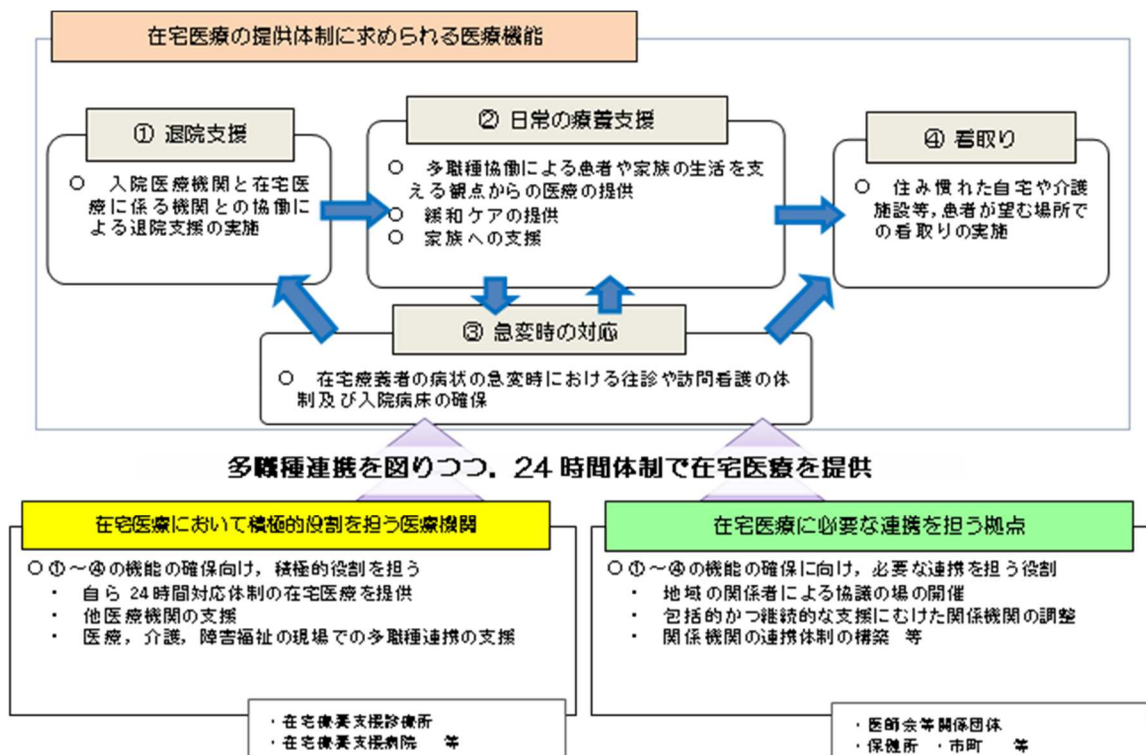 在宅医療の提供体制に求められる医療機能
① 退院支援
○ 入院医療機関と在宅医
療に係る機関との協働に
よる退院支援の実施
② 日常の療養支援
○ 多職種協働による患者や家族の生活を支
える観点からの医療の提供
○ 緩和ケアの提供
○ 家族への支援
④ 看取り
○ 住み慣れた自宅や介護
施設等，患者が望む場所で
の看取りの実施
③ 急変時の対応
○ 在宅療養者の病状の急変時における往診や訪問看護の体
制及び入院病床の確保
多職種連携を図りつつ．24時間体制で在宅医療を提供
在宅医療において積極的役割を担う医療機関
○①～④の機能の確保向け，積極的役割を担う
・ 自ら24時間対応体制の在宅医療を提供
・ 他医療機関の支援
・ 医療，介護，障害福祉の現場での多職種連携の支援
・在宅療養支援診療所
・在宅療養支援病院 等
在宅医療に必要な連携を担う拠点
○①～④の機能の確保に向け，必要な連携を担う役割
・ 地域の関係者による協議の場の開催
・ 包括的かつ継続的な支援にむけた関係機関の調整
・ 関係機関の連携体制の構築 等
・医師会等関係団体
・保健所 ・市町 等